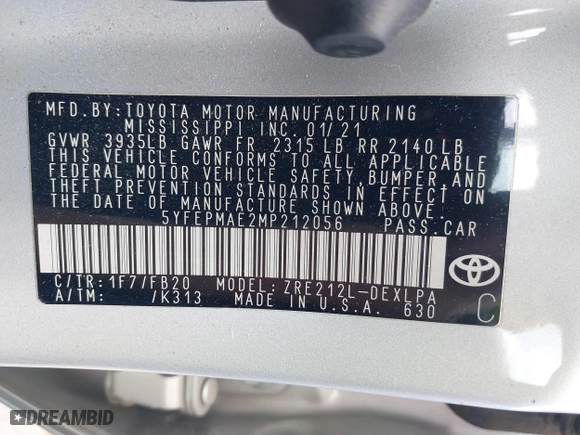 MFD.BY:TOYOTA MOTOR MANUFACTURING
MISSISSIPPI INC. 01/21
GVWR 3935LB GAWR FR 2315 LB RR 2140 LB
THIS VEHICLE CONFORMS TO ALL APPLICABLE
FEDERAL MOTOR VEHICLE SAFETY, BUMPER, AND
THEFT PREVENTION STANDARDS IN EFFECT ON
THE DATE OF MANUFACTURE SHOWN ABOVE.
5YFEPMAE2MP212056 PASS.CAR
C/TR: 1F7/FB20 MODEL: ZRE212L-DEXLPA
A/TM: /K313 MADE IN U.S.A. 630
C
DREAMBID